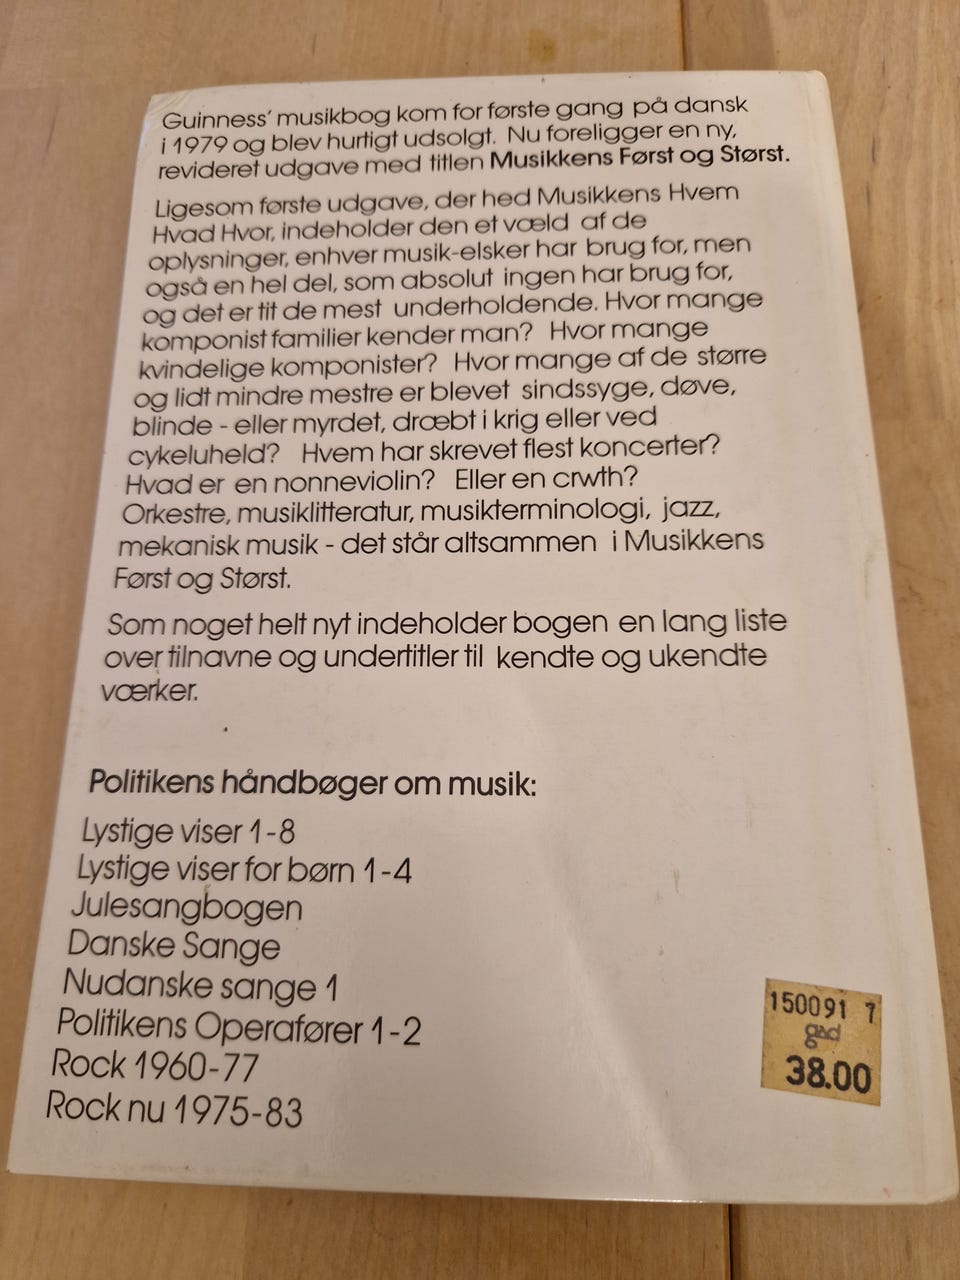 Guinness' musikbog kom for første gang på dansk
i 1979 og blev hurtigt udsolgt. Nu foreligger en ny,
revideret udgave med titlen Musikkens Først og Størst.
Ligesom første udgave, der hed Musikkens Hvem
Hvad Hvor, indeholder den et væld af de
oplysninger, enhver musik-elsker har brug for, men
også en hel del, som absolut ingen har brug for,
og det er tit de mest underholdende. Hvor mange
komponist familier kender man? Hvor mange
kvindelige komponister? Hvor mange af de større
og lidt mindre mestre er blevet sindssyge, døve,
blinde - eller myrdet, dræbt i krig eller ved
cykeluheld? Hvem har skrevet flest koncerter?
Hvad er en nonneviolin? Eller en crwth?
Orkestre, musiklitteratur, musikterminologi, jazz,
mekanisk musik - det står altsammen i Musikkens
Først og Størst.
Som noget helt nyt indeholder bogen en lang liste
over tilnavne og undertitler til kendte og ukendte
værker.
Politikens håndbøger om musik:
Lystige viser 1-8
Lystige viser for børn 1-4
Julesangbogen
Danske Sange
Nudanske sange 1
Politikens Operafører 1-2
Rock 1960-77
Rock nu 1975-83
150091 7
gad
38.00